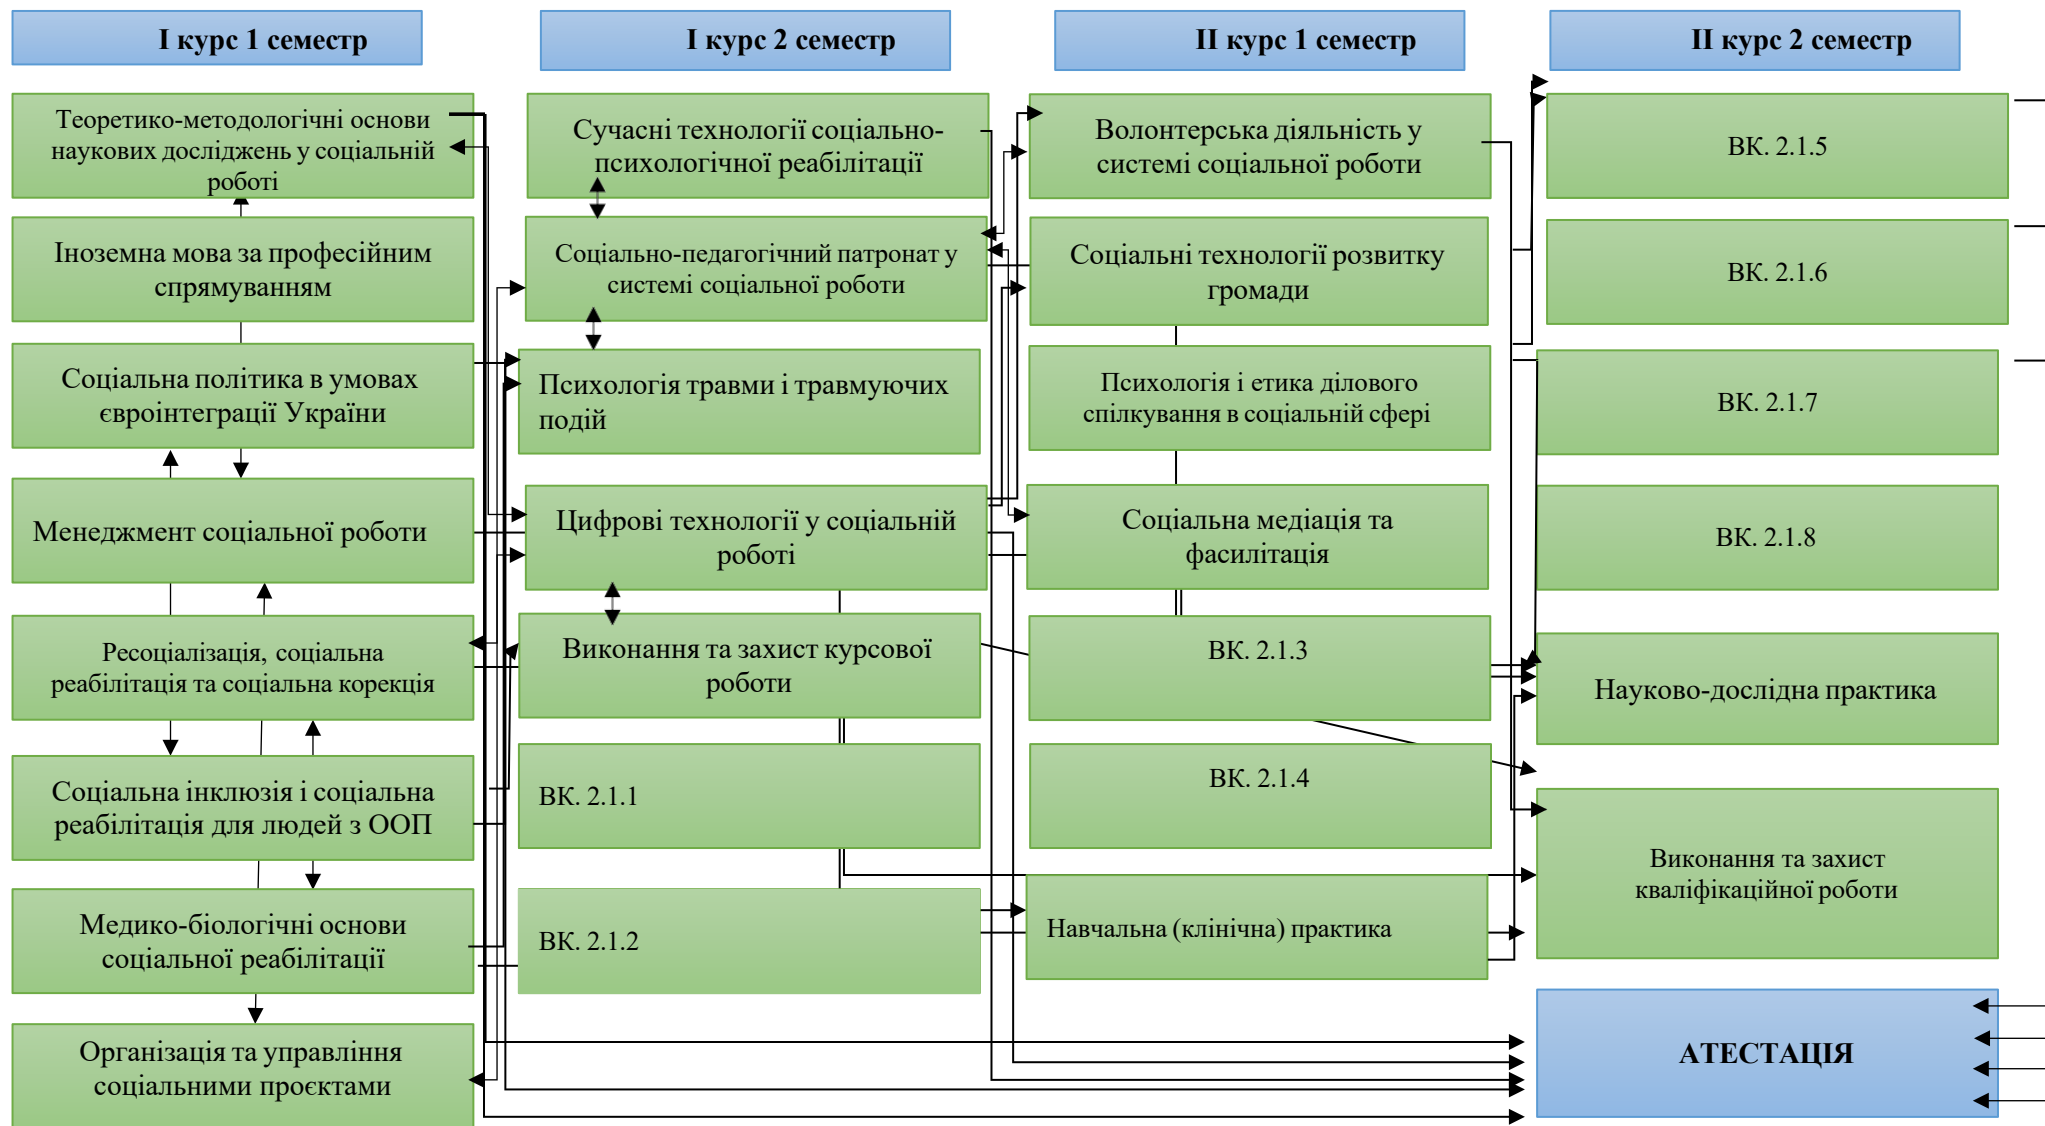 І курс 1 семестр
І курс 2 семестр
ІІ курс 1 семестр
ІІ курс 2 семестр
Теоретико-методологічні основи
наукових досліджень у соціальній
роботі
Іноземна мова за професійним
спрямуванням
Соціальна політика в умовах
євроінтеграції України
Менеджмент соціальної роботи
Ресоціалізація, соціальна
реабілітація та соціальна корекція
Соціальна інклюзія і соціальна
реабілітація для людей з ООП
Медико-біологічні основи
соціальної реабілітації
Організація та управління
соціальними проєктами
Сучасні технології соціально-
психологічної реабілітації
Соціально-педагогічний патронат у
системі соціальної роботи
Психологія травми і травмуючих
подій
Цифрові технології у соціальній
роботі
Виконання та захист курсової
роботи
ВК. 2.1.1
ВК. 2.1.2
Волонтерська діяльність у
системі соціальної роботи
Соціальні технології розвитку
громади
Психологія і етика ділового
спілкування в соціальній сфері
Соціальна медіація та
фасилітація
ВК. 2.1.3
ВК. 2.1.4
Навчальна (клінічна) практика
ВК. 2.1.5
ВК. 2.1.6
ВК. 2.1.7
ВК. 2.1.8
Науково-дослідна практика
Виконання та захист
кваліфікаційної роботи
АТЕСТАЦІЯ